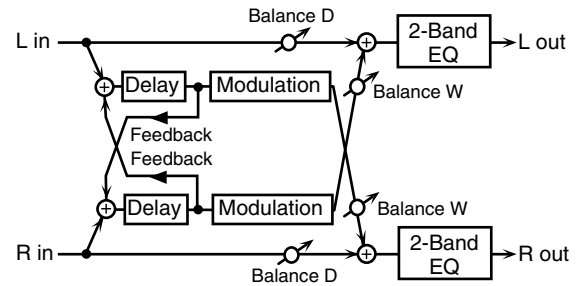 Balance D
L in
2-Band
EQ
L out
Delay
Modulation
Balance W
Feedback
Feedback
Delay
Modulation
Balance W
R in
2-Band
EQ
R out
Balance D